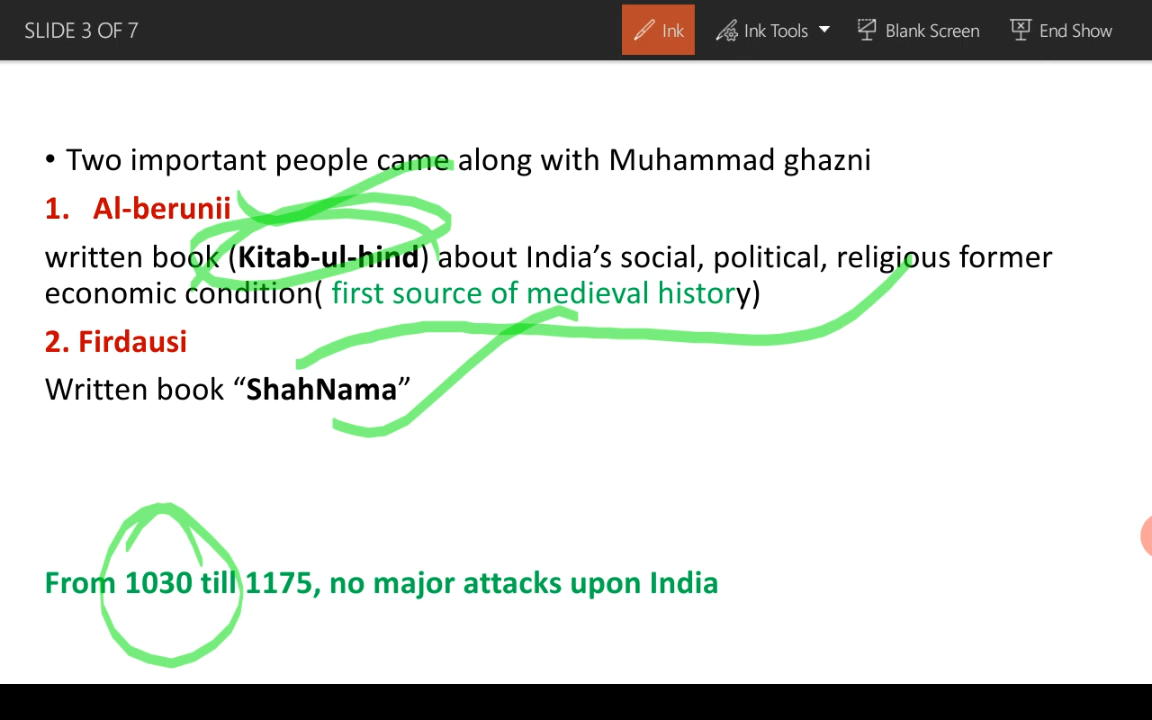 SLIDE 3 OF 7
Ink
Ink Tools
Blank Screen
End Show
• Two important people came along with Muhammad ghazni
1. Al-berunii
written book (Kitab-ul-hind) about India’s social, political, religious former
economic condition( first source of medieval history)
2. Firdausi
Written book “ShahNama”
From 1030 till 1175, no major attacks upon India